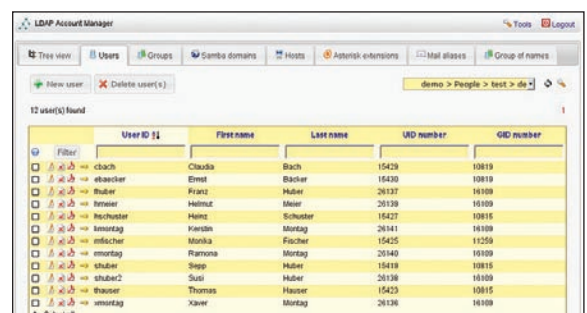 LDAP Account Manager Tools Logout
Tree view Users Groups Samba domains Hosts Asterisk extensions Mail aliases Group of names
New user Delete user(s) demo > People > test > de
12 user(s) found 1
User ID First name Last name UID number GID number
Filter
cbach Claudia Bach 15429 10819
ebaecker Ernst Bäcker 15430 10819
fhuber Franz Huber 26137 16109
hmeier Helmut Meier 26139 16109
hschuster Heinz Schuster 15427 10815
kmontag Kerstin Montag 26141 16109
mfischer Monika Fischer 15425 11259
rmontag Ramona Montag 26140 16109
shuber Sepp Huber 15419 10815
shuber2 Susi Huber 26138 16109
thauser Thomas Hauser 15423 10815
xmontag Xaver Montag 26136 16109